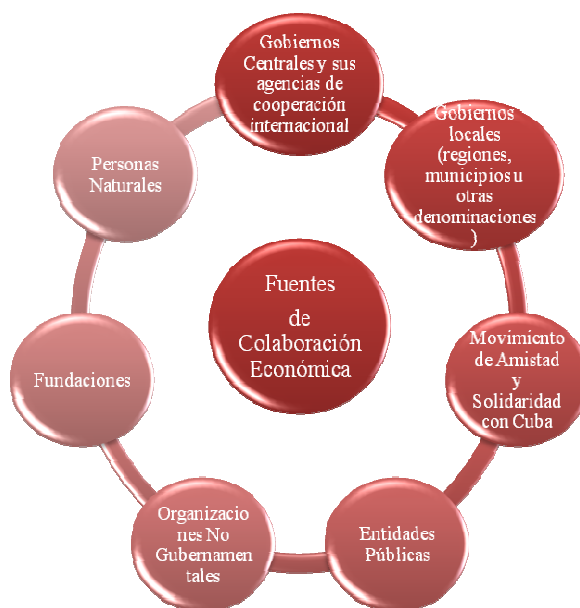 Gobiernos
Centrales y sus
agencias de
cooperación
internacional
Gobiernos
locales
(regiones,
municipios u
otras
denominaciones
)
Movimiento
de Amistad
y
Solidaridad
con Cuba
Entidades
Públicas
Organizacio
nes No
Gubernamen
tales
Fundaciones
Personas
Naturales
Fuentes
de
Colaboración
Económica